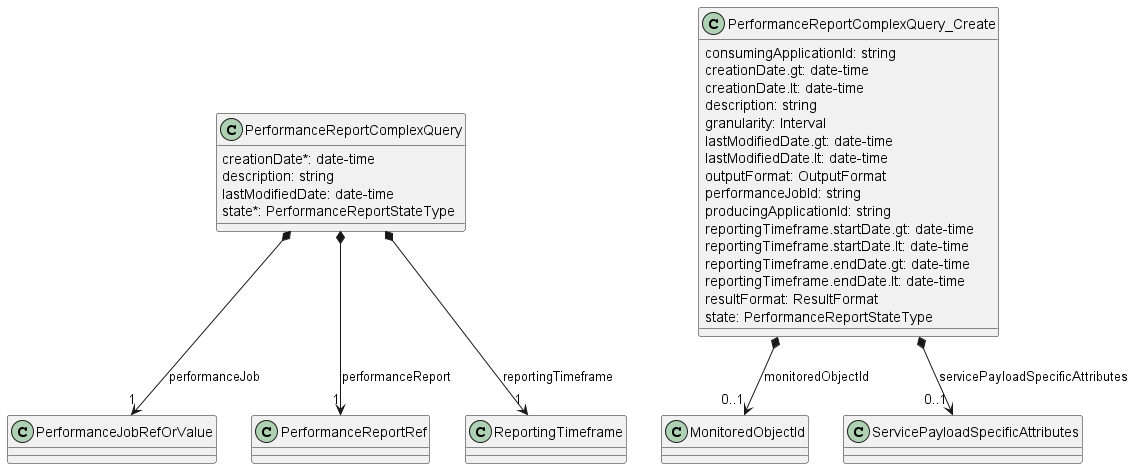 C PerformanceReportComplexQuery
creationDate*: date-time
description: string
lastModifiedDate: date-time
state*: PerformanceReportStateType
C PerformanceReportComplexQuery_Create
consumingApplicationId: string
creationDate.gt: date-time
creationDate.lt: date-time
description: string
granularity: Interval
lastModifiedDate.gt: date-time
lastModifiedDate.lt: date-time
outputFormat: OutputFormat
performanceJobId: string
producingApplicationId: string
reportingTimeframe.startDate.gt: date-time
reportingTimeframe.startDate.lt: date-time
reportingTimeframe.endDate.gt: date-time
reportingTimeframe.endDate.lt: date-time
resultFormat: ResultFormat
state: PerformanceReportStateType
performanceJob
1
performanceReport
1
reportingTimeframe
1
monitoredObjectId
0..1
servicePayloadSpecificAttributes
0..1
C PerformanceJobRefOrValue
C PerformanceReportRef
C ReportingTimeframe
C MonitoredObjectId
C ServicePayloadSpecificAttributes